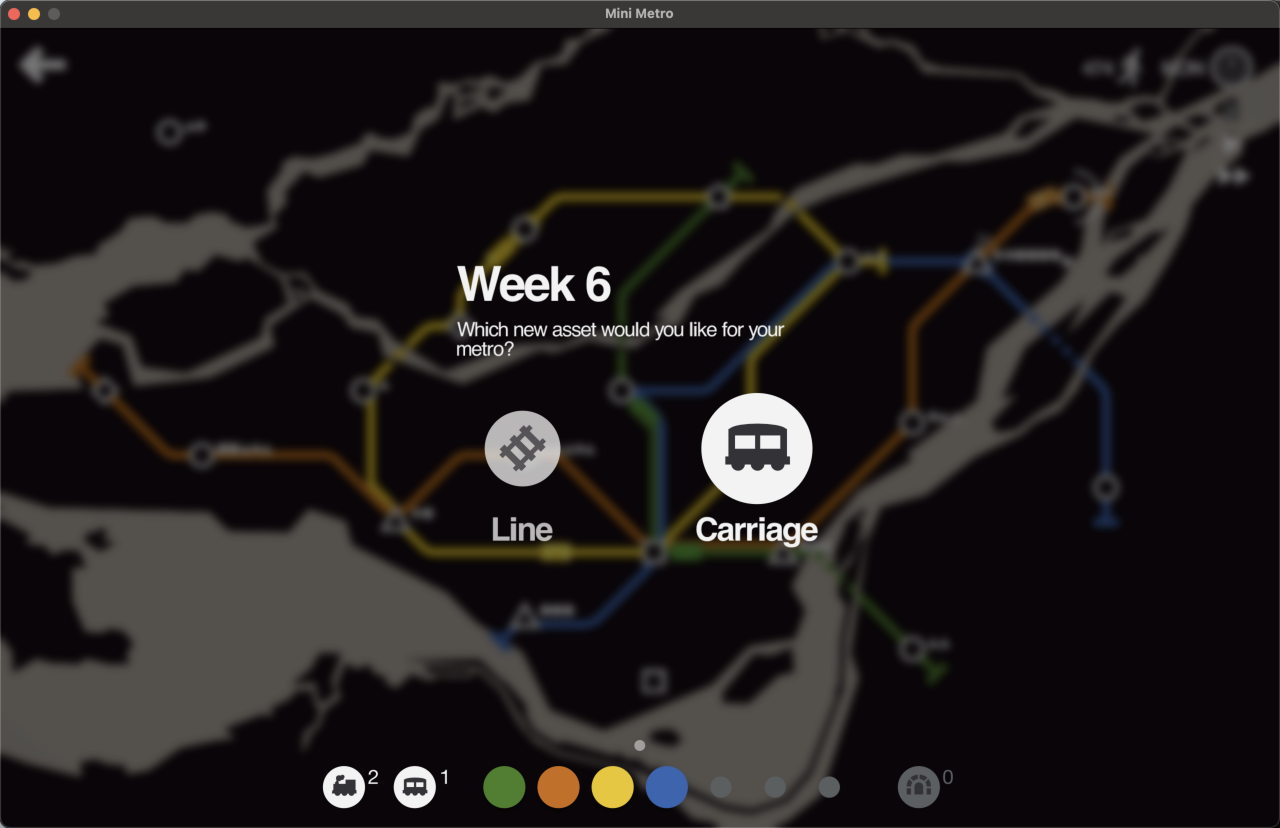 Mini Metro
Week 6
Which new asset would you like for your
metro?
Line
Carriage
2
1
0